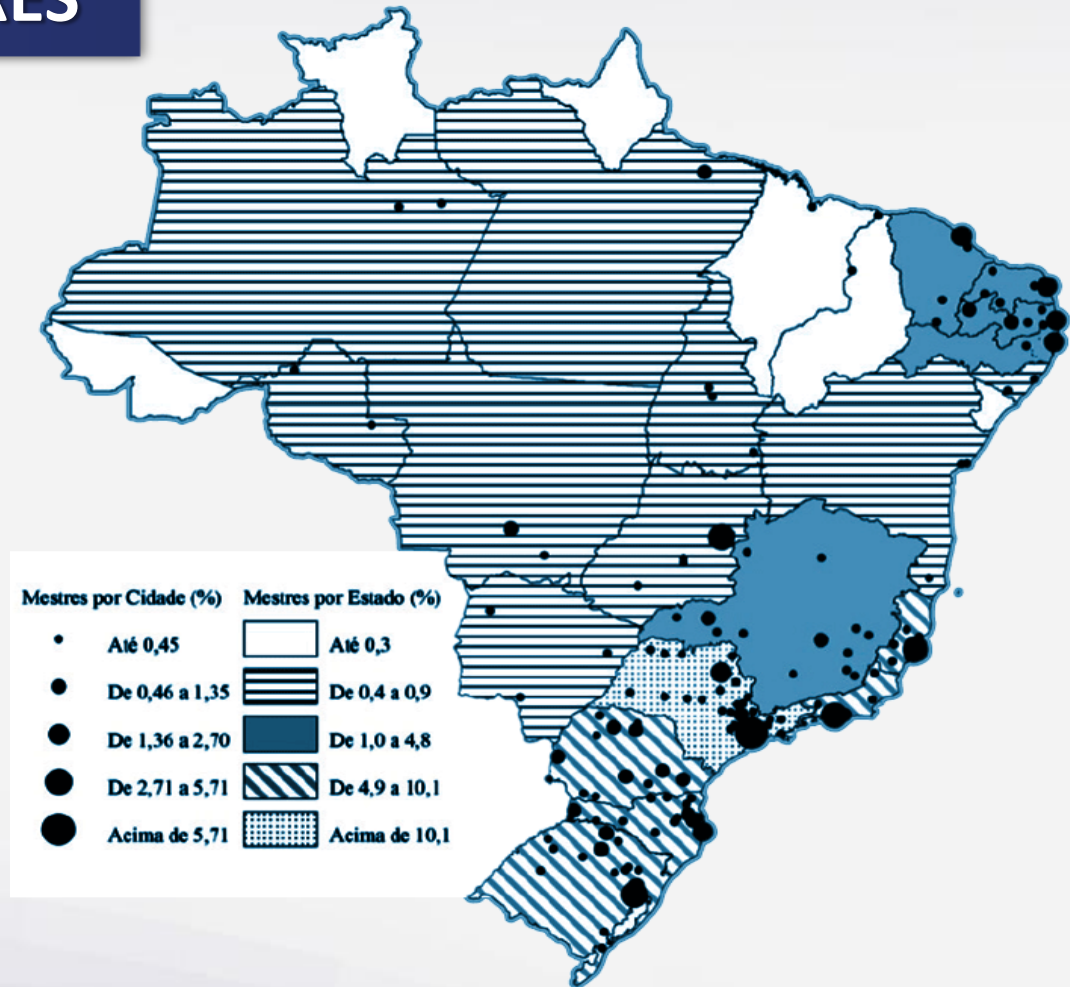 Mestres por Cidade (%) Mestres por Estado (%)
Até 0,45 Até 0,3
De 0,46 a 1,35 De 0,4 a 0,9
De 1,36 a 2,70 De 1,0 a 4,8
De 2,71 a 5,71 De 4,9 a 10,1
Acima de 5,71 Acima de 10,1